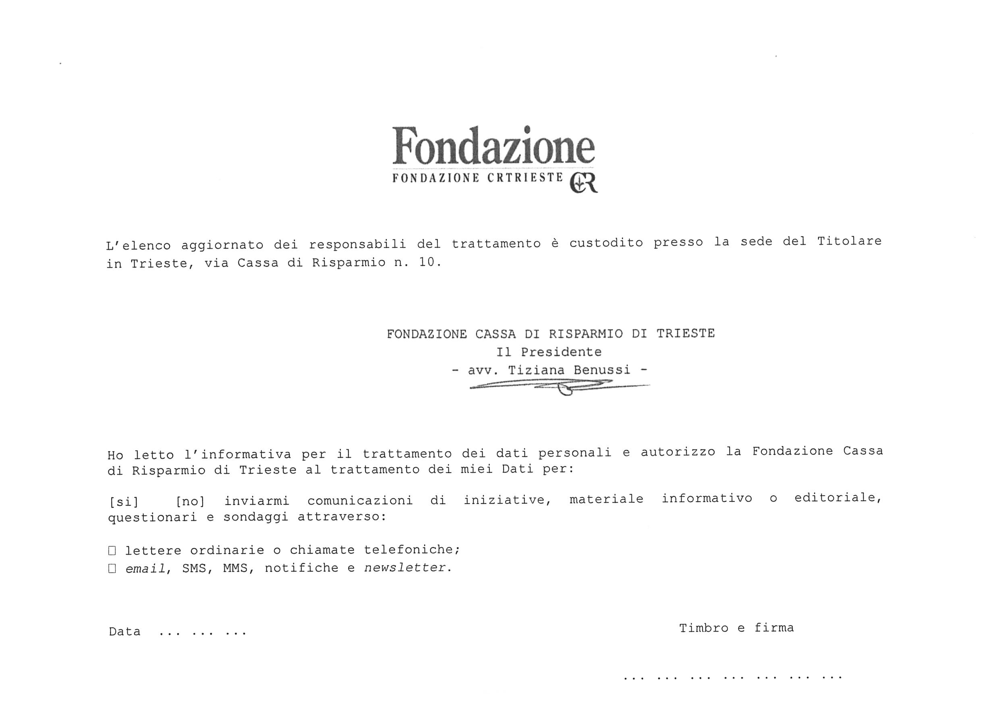 Fondazione
FONDAZIONE CRTRIESTE CR
L'elenco aggiornato dei responsabili del trattamento è custodito presso la sede del Titolare
in Trieste, via Cassa di Risparmio n. 10.
FONDAZIONE CASSA DI RISPARMIO DI TRIESTE
Il Presidente
- avv. Tiziana Benussi -
Ho letto l'informativa per il trattamento dei dati personali e autorizzo la Fondazione Cassa
di Risparmio di Trieste al trattamento dei miei Dati per:
[si] [no] inviarmi comunicazioni di iniziative, materiale informativo o editoriale,
questionari e sondaggi attraverso:
□ lettere ordinarie o chiamate telefoniche;
□ email, SMS, MMS, notifiche e newsletter.
Data ... ... ...
Timbro e firma
... ... ... ... ... ... ...